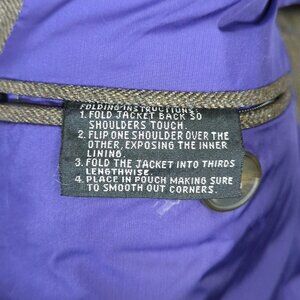 FOLDING INSTRUCTIONS:
1. FOLD JACKET BACK SO
SHOULDERS TOUCH.
2. FLIP ONE SHOULDER OVER THE
OTHER, EXPOSING THE INNER
LINING.
3. FOLD THE JACKET INTO THIRDS
LENGTHWISE.
4. PLACE IN POUCH MAKING SURE
TO SMOOTH OUT CORNERS.